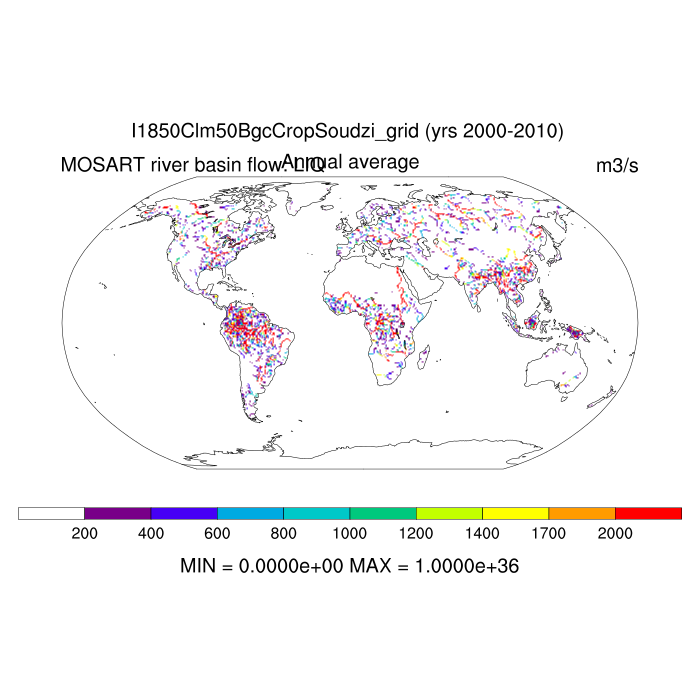 I1850Clm50BgcCropSoudzi_grid (yrs 2000-2010)
MOSART river basin flow: LIQ Annual average m3/s
200 400 600 800 1000 1200 1400 1700 2000
MIN = 0.0000e+00 MAX = 1.0000e+36